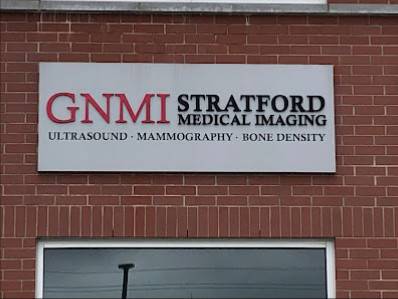 GNMI STRATFORD
MEDICAL IMAGING
ULTRASOUND · MAMMOGRAPHY · BONE DENSITY